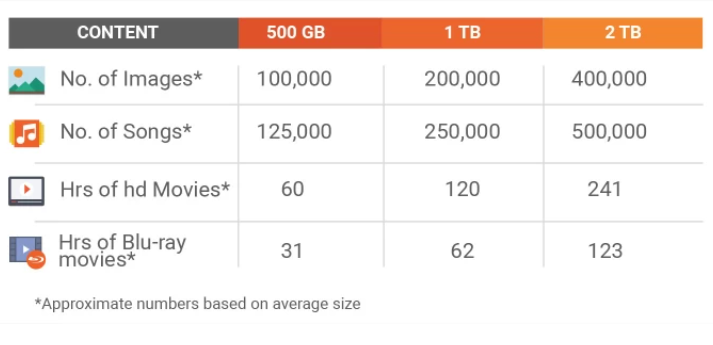 CONTENT 500 GB 1 TB 2 TB
No. of Images* 100,000 200,000 400,000
No. of Songs* 125,000 250,000 500,000
Hrs of hd Movies* 60 120 241
Hrs of Blu-ray
movies* 31 62 123
*Approximate numbers based on average size